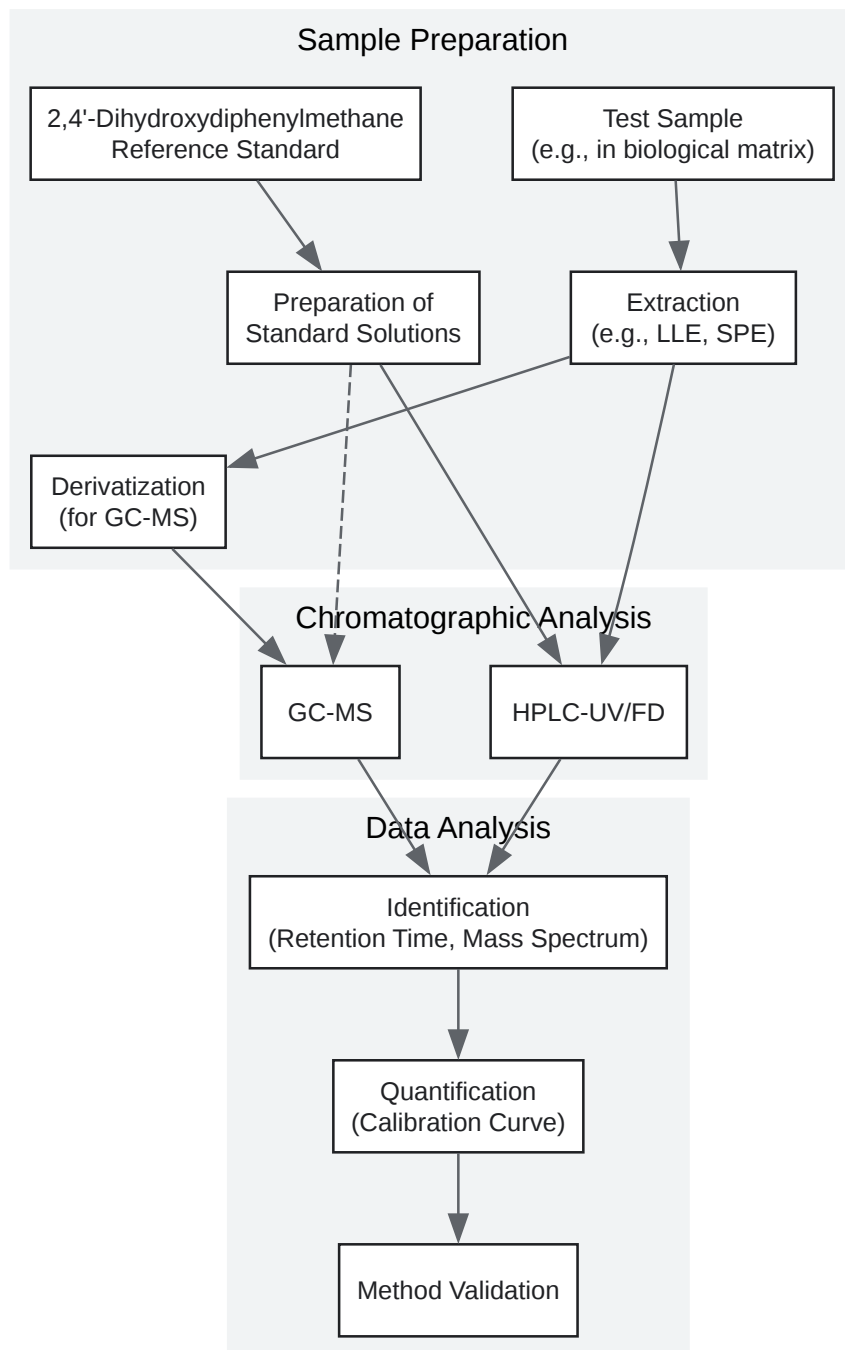 Sample Preparation
2,4'-Dihydroxydiphenylmethane
Reference Standard
Test Sample
(e.g., in biological matrix)
Preparation of
Standard Solutions
Extraction
(e.g., LLE, SPE)
Derivatization
(for GC-MS)
Chromatographic Analysis
GC-MS
HPLC-UV/FD
Data Analysis
Identification
(Retention Time, Mass Spectrum)
Quantification
(Calibration Curve)
Method Validation